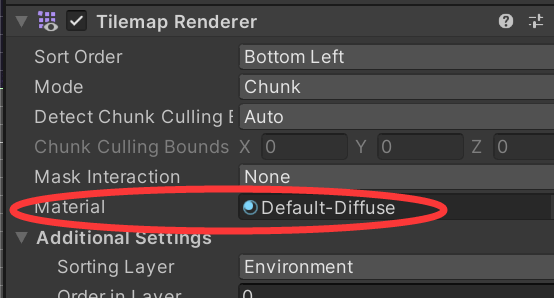 Tilemap Renderer
Sort Order Bottom Left
Mode Chunk
Detect Chunk Culling E Auto
Chunk Culling Bounds X 0 Y 0 Z 0
Mask Interaction None
Material Default-Diffuse
Additional Settings
Sorting Layer Environment
Order in Layer 0